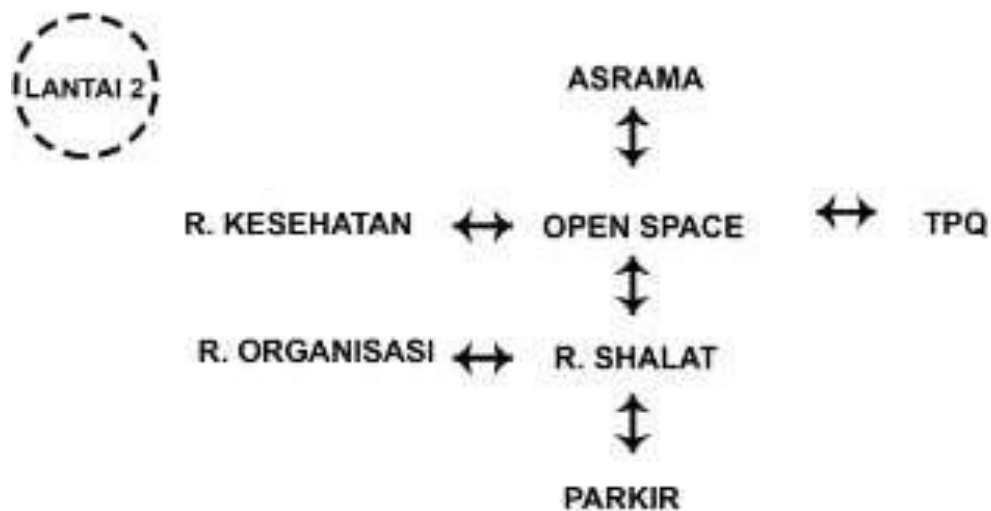 LANTAI 2
ASRAMA
R. KESEHATAN
OPEN SPACE
TPQ
R. ORGANISASI
R. SHALAT
PARKIR